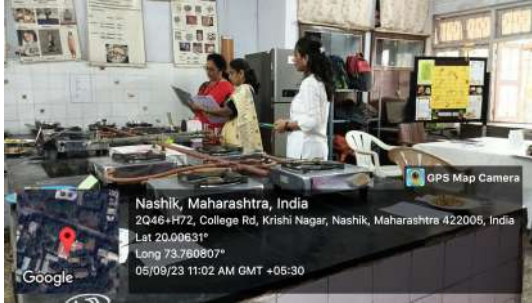 GPS Map Camera
Nashik, Maharashtra, India
2Q46+H72, College Rd, Krishi Nagar, Nashik, Maharashtra 422005, India
Lat 20.00631°
Long 73.760807°
05/09/23 11:02 AM GMT +05:30
Google